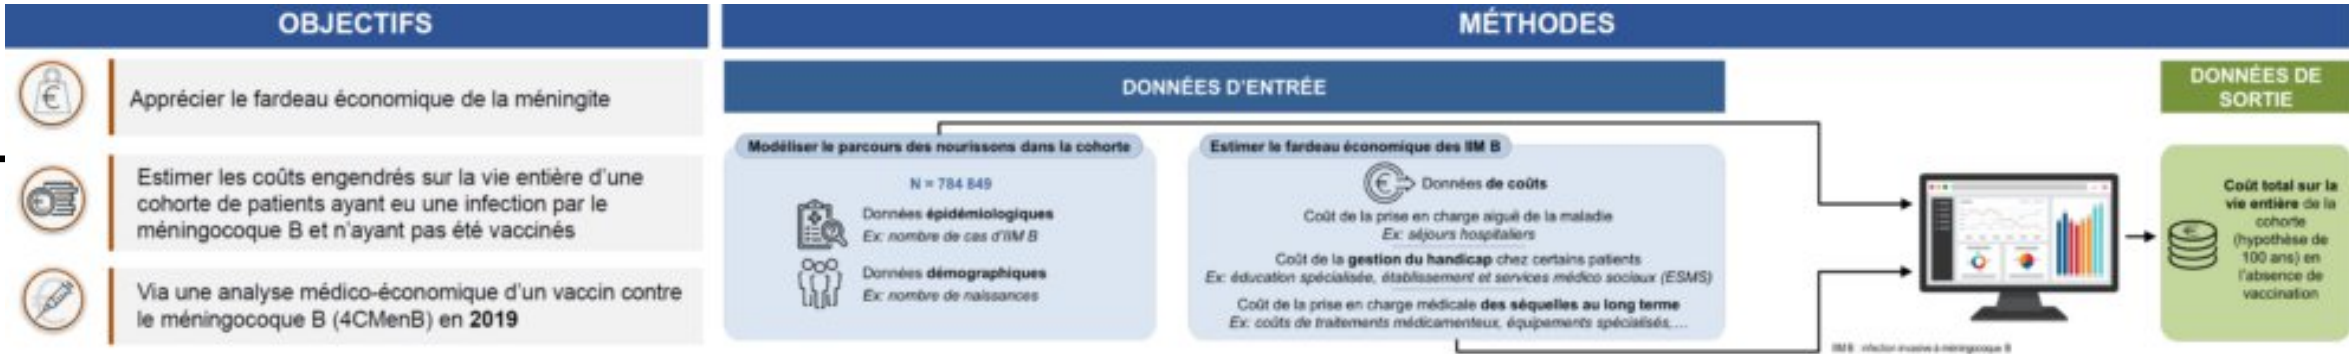 OBJECTIFS
Apprécier le fardeau économique de la méningite
Estimer les coûts engendrés sur la vie entière d'une
cohorte de patients ayant eu une infection par le
méningocoque B et n'ayant pas été vaccinés
Via une analyse médico-économique d'un vaccin contre
le méningocoque B (4CMenB) en 2019
MÉTHODES
DONNÉES D'ENTRÉE
Modéliser le parcours des nourissons dans la cohorte
N = 784 849
Données épidémiologiques
Ex: nombre de cas d'IIM B
Données démographiques
Ex: nombre de naissances
Estimer le fardeau économique des IIM B
Données de coûts
Coût de la prise en charge aiguë de la maladie
Ex: séjours hospitaliers
Coût de la gestion du handicap chez certains patients
Ex: éducation spécialisée, établissement et services médico sociaux (ESMS)
Coût de la prise en charge médicale des séquelles au long terme
Ex: coûts de traitements médicamenteux, équipements spécialisés,…
DONNÉES DE
SORTIE
Coût total sur la
vie entière de la
cohorte
(hypothèse de
100 ans) en
l'absence de
vaccination
IIM B : infection invasive à méningocoque B